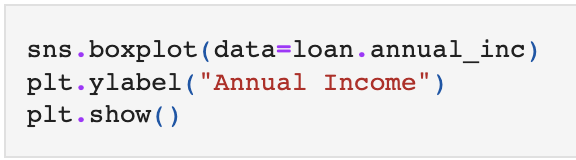 sns.boxplot(data=loan.annual_inc)
plt.ylabel("Annual Income")
plt.show()